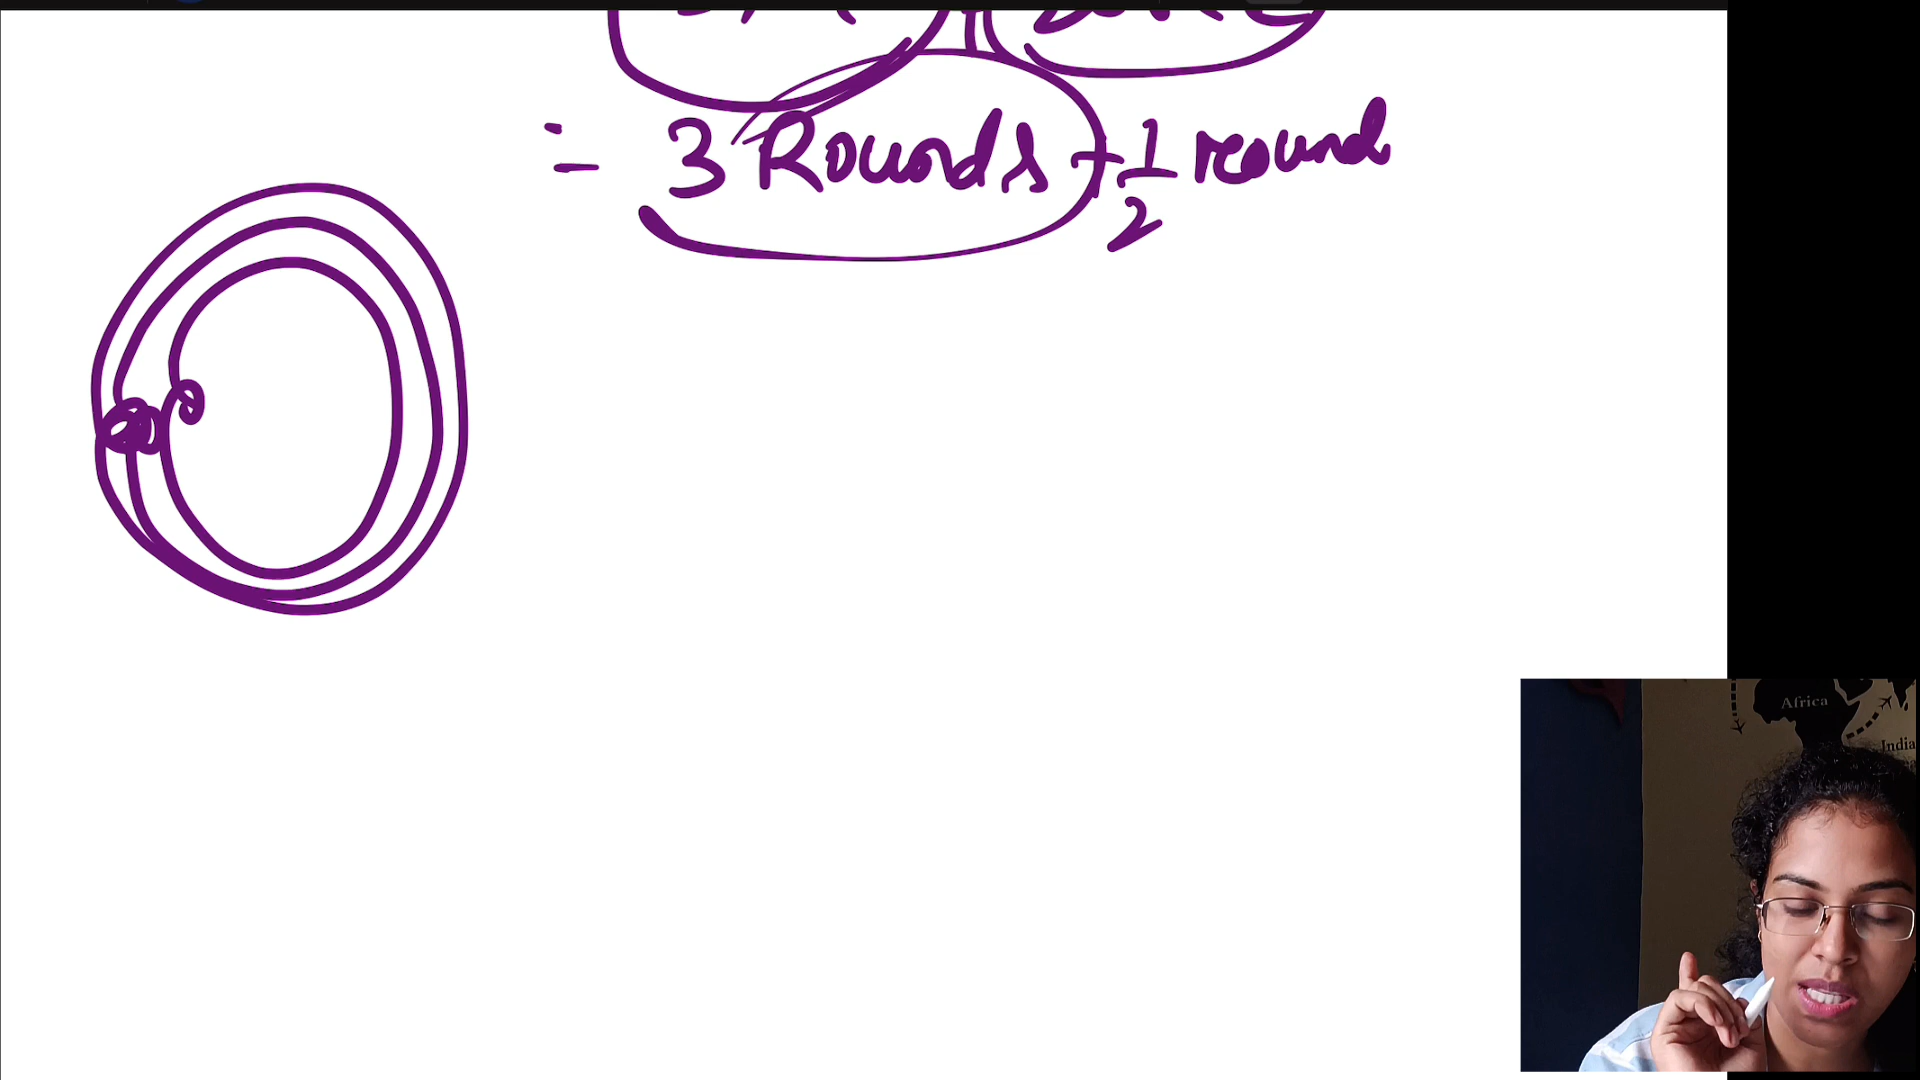 = 3 Rounds + 1/2 round
Africa
India